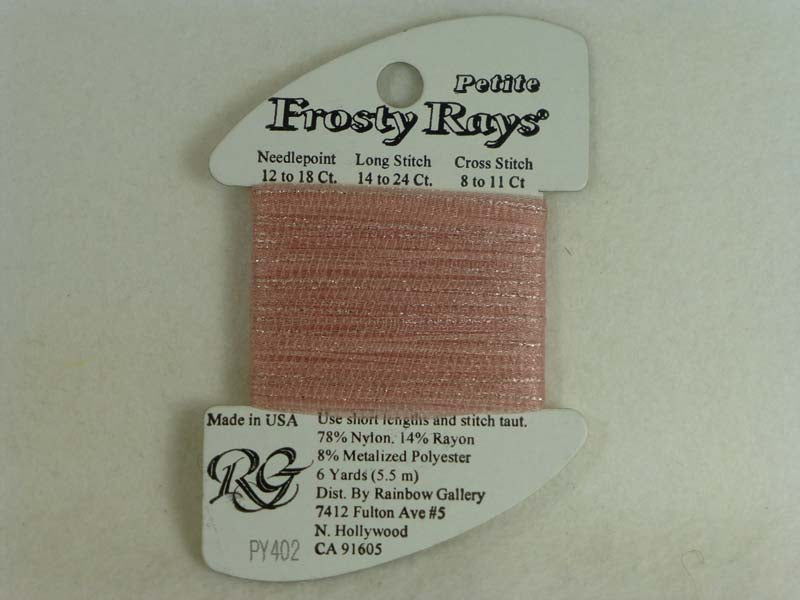 Petite
Frosty Rays®
Needlepoint Long Stitch Cross Stitch
12 to 18 Ct. 14 to 24 Ct. 8 to 11 Ct
Made in USA
RG
PY402
Use short lengths and stitch taut.
78% Nylon, 14% Rayon
8% Metalized Polyester
6 Yards (5.5 m)
Dist. By Rainbow Gallery
7412 Fulton Ave #5
N. Hollywood
CA 91605